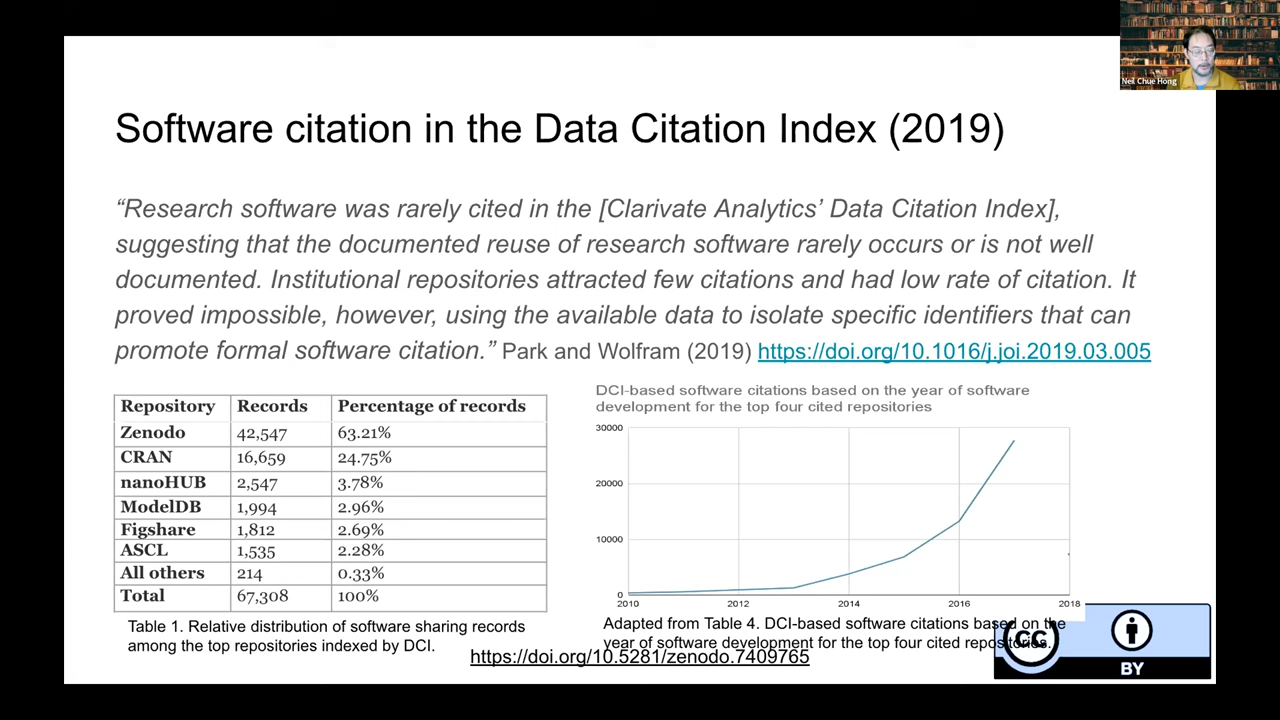 Neil Chue Hong
Software citation in the Data Citation Index (2019)
“Research software was rarely cited in the [Clarivate Analytics’ Data Citation Index],
suggesting that the documented reuse of research software rarely occurs or is not well
documented. Institutional repositories attracted few citations and had low rate of citation. It
proved impossible, however, using the available data to isolate specific identifiers that can
promote formal software citation.” Park and Wolfram (2019) https://doi.org/10.1016/j.joi.2019.03.005
Repository Records Percentage of records
Zenodo 42,547 63.21%
CRAN 16,659 24.75%
nanoHUB 2,547 3.78%
ModelDB 1,994 2.96%
Figshare 1,812 2.69%
ASCL 1,535 2.28%
All others 214 0.33%
Total 67,308 100%
Table 1. Relative distribution of software sharing records
among the top repositories indexed by DCI.
DCI-based software citations based on the year of software
development for the top four cited repositories
30000
20000
10000
0
2010 2012 2014 2016 2018
Adapted from Table 4. DCI-based software citations based on the
year of software development for the top four cited repositories.
https://doi.org/10.5281/zenodo.7409765
CC
BY